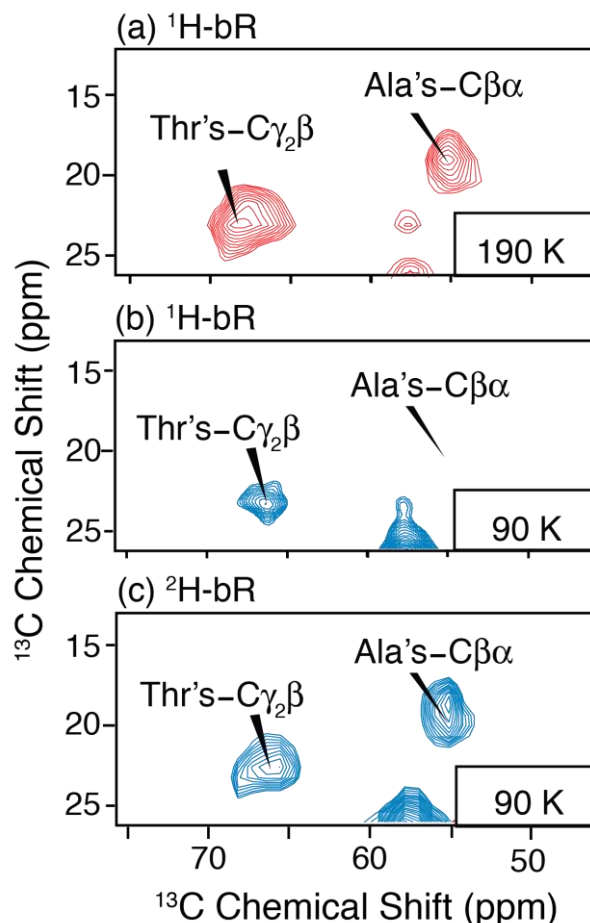 (a) ¹H-bR
Ala's–Cβα
Thr's–Cγ₂β
15
20
25
190 K
(b) ¹H-bR
Ala's–Cβα
Thr's–Cγ₂β
15
20
25
90 K
(c) ²H-bR
Ala's–Cβα
Thr's–Cγ₂β
15
20
25
90 K
70 60 50
¹³C Chemical Shift (ppm)
¹³C Chemical Shift (ppm)